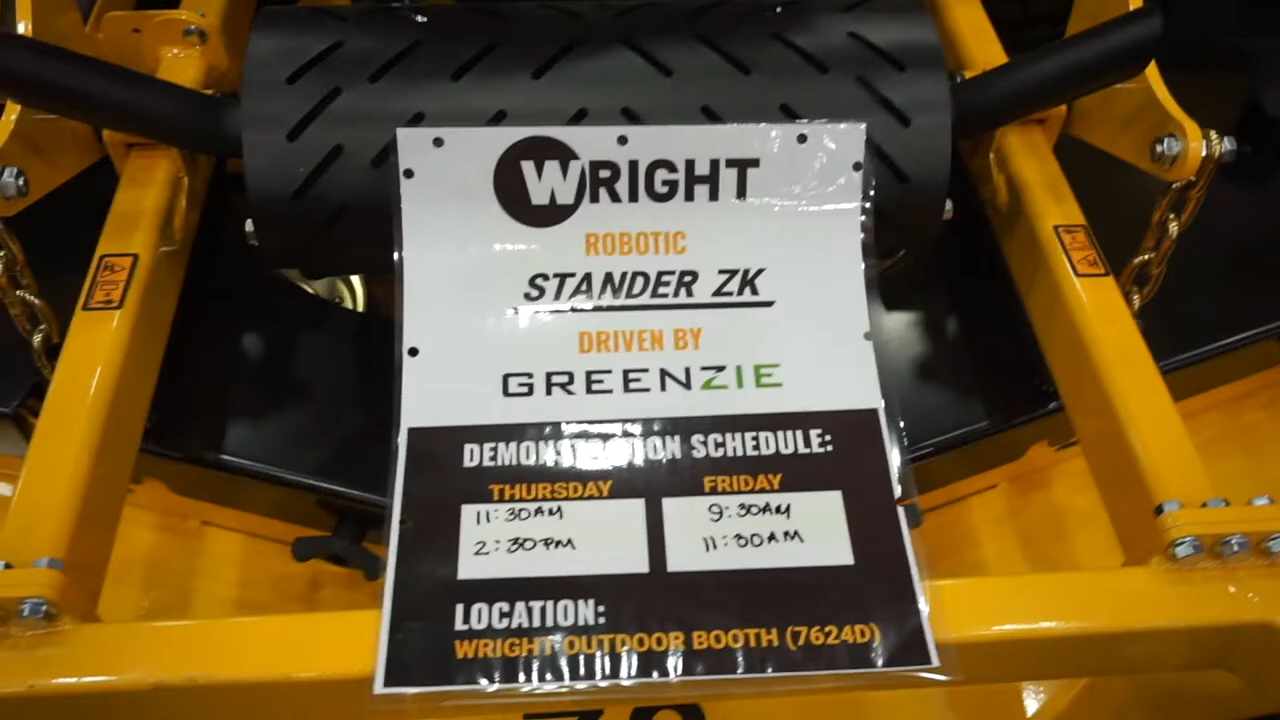 WRIGHT
ROBOTIC
STANDER ZK
DRIVEN BY
GREENZIE
DEMONSTRATION SCHEDULE:
THURSDAY
11:30AM
2:30PM
FRIDAY
9:30AM
11:30AM
LOCATION:
WRIGHT OUTDOOR BOOTH (7624D)